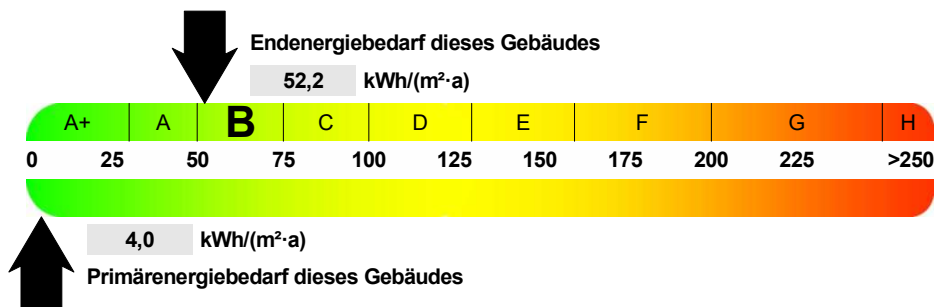 Endenergiebedarf dieses Gebäudes
52,2 kWh/(m²·a)
A+ A B C D E F G H
0 25 50 75 100 125 150 175 200 225 >250
4,0 kWh/(m²·a)
Primärenergiebedarf dieses Gebäudes